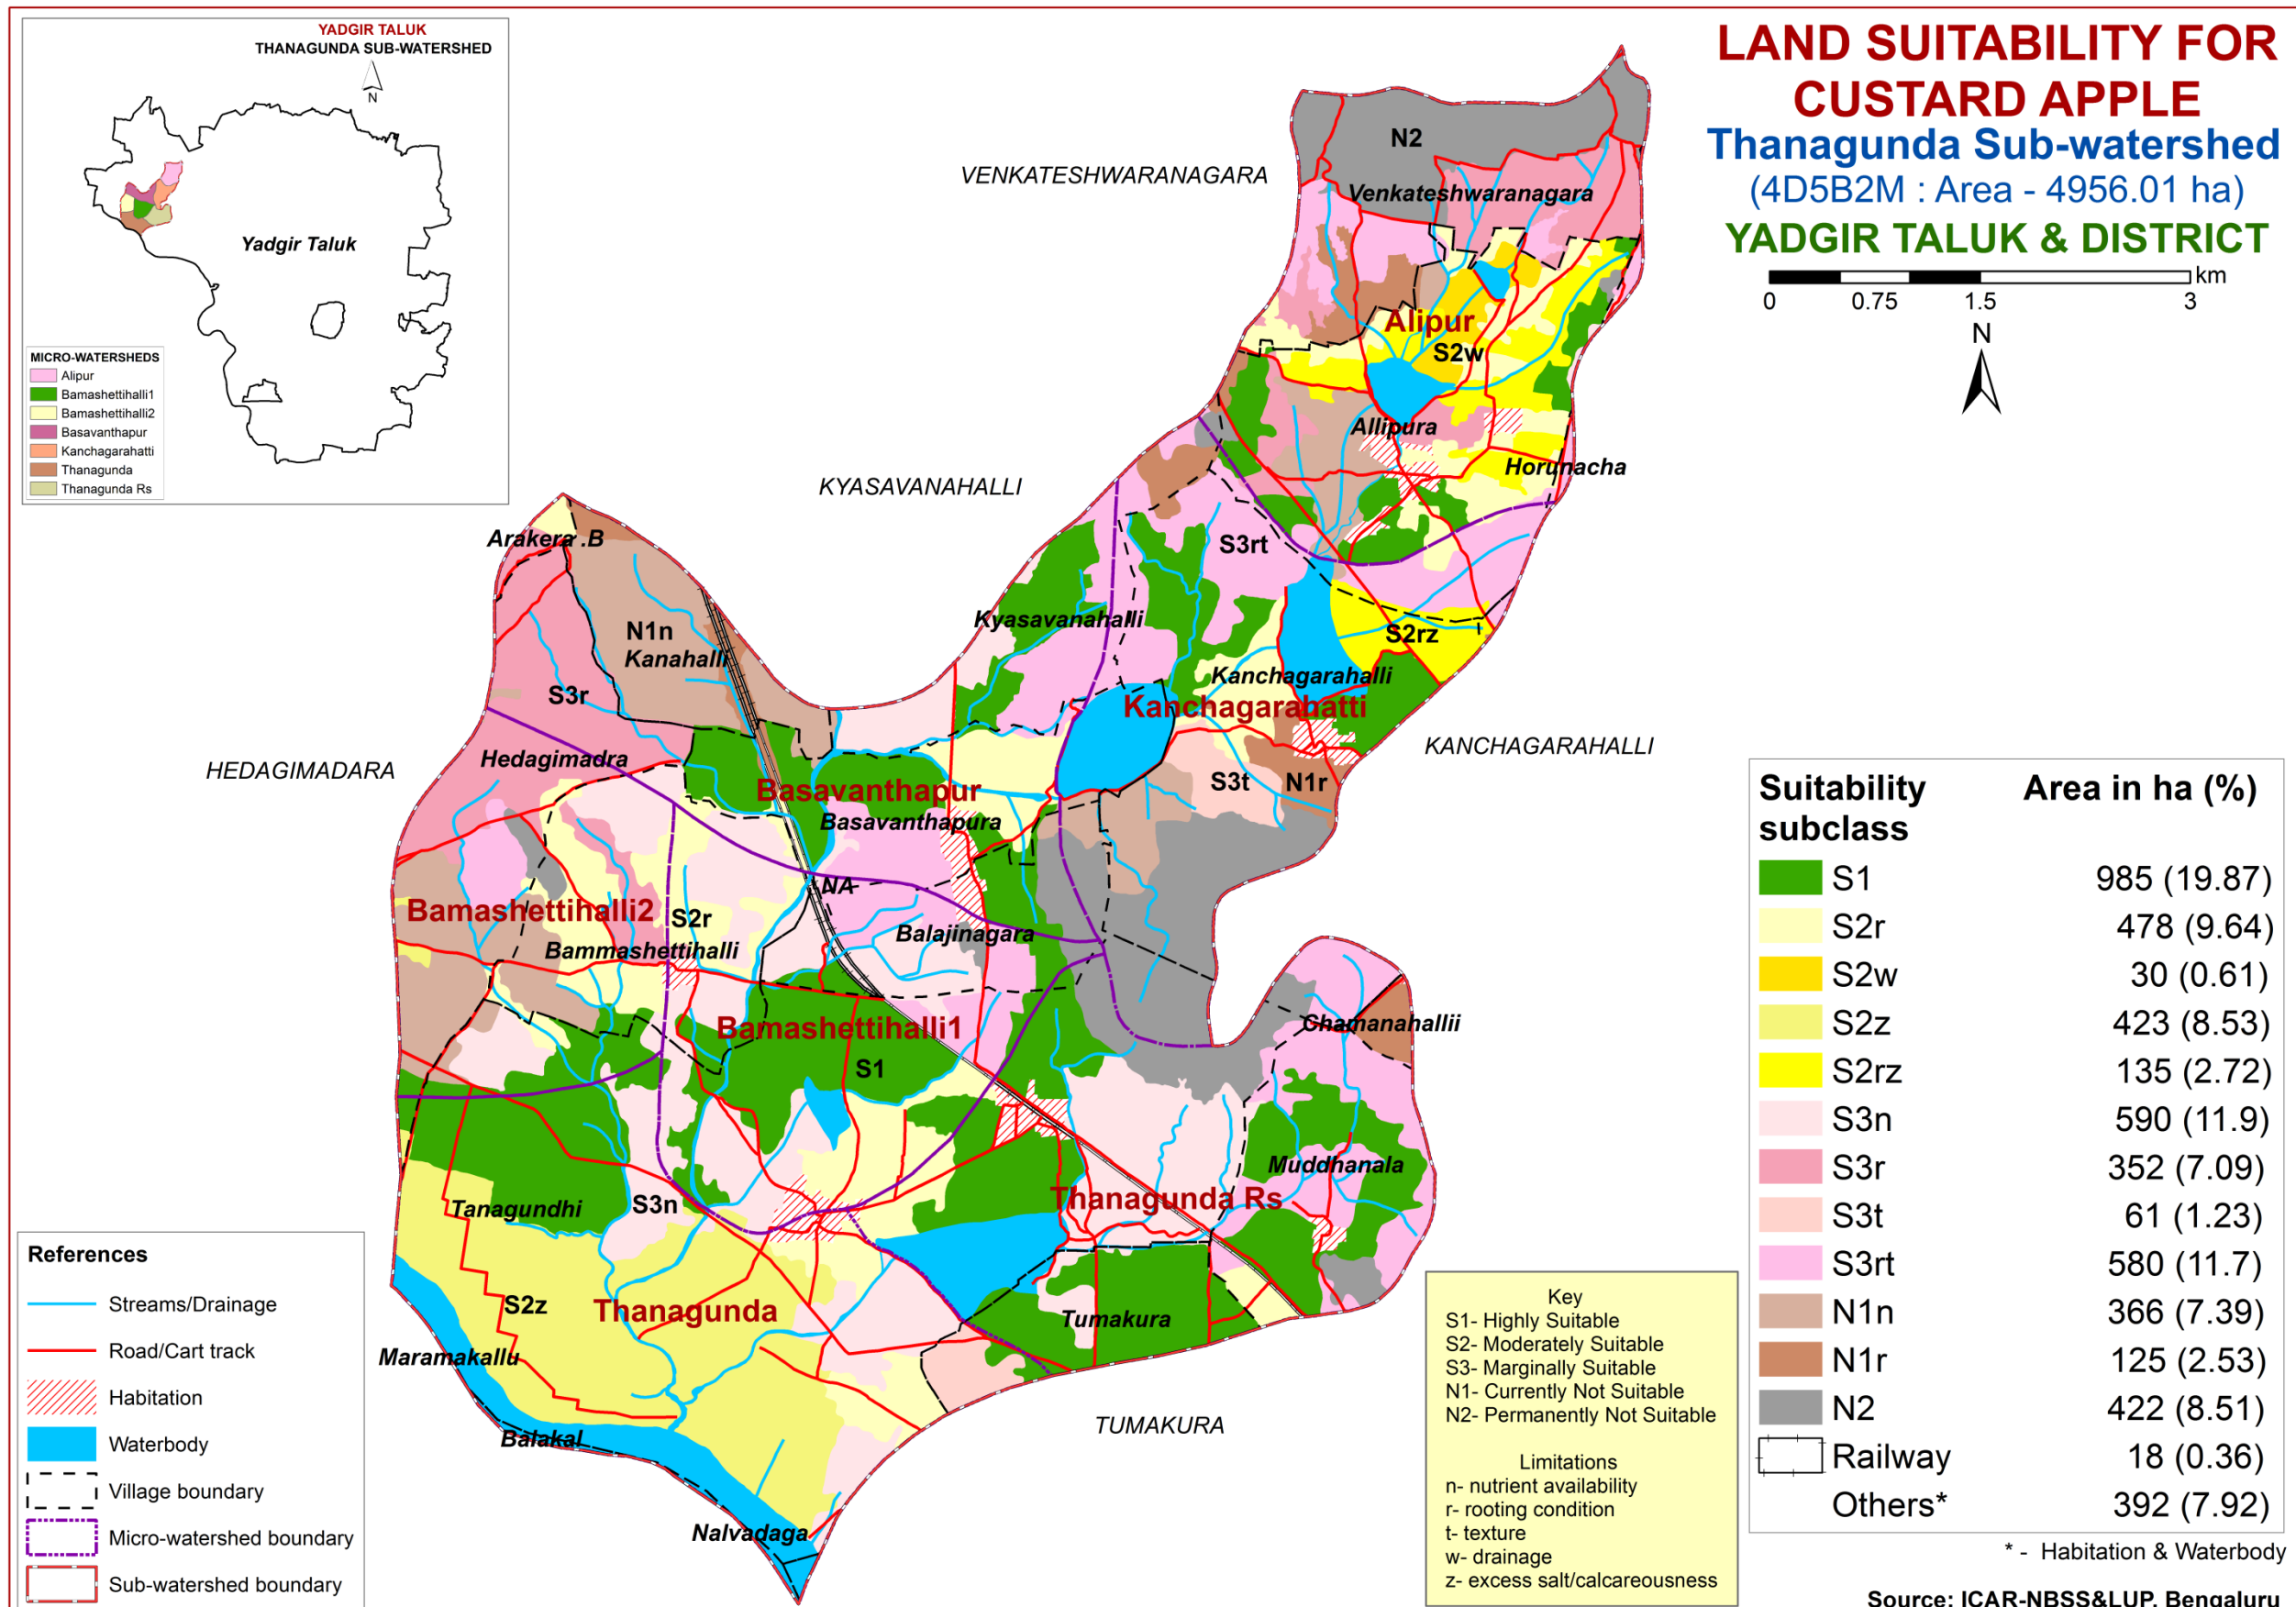 YADGIR TALUK
THANAGUNDA SUB-WATERSHED
N
Yadgir Taluk
MICRO-WATERSHEDS
Alipur
Bamashettihalli1
Bamashettihalli2
Basavanthapur
Kanchagarahatti
Thanagunda
Thanagunda Rs
LAND SUITABILITY FOR
CUSTARD APPLE
Thanagunda Sub-watershed
(4D5B2M : Area - 4956.01 ha)
YADGIR TALUK & DISTRICT
km
0 0.75 1.5 3
N
N2
VENKATESHWARANAGARA
Venkateshwaranagara
Alipur
S2w
Allipura
Horunacha
KYASAVANAHALLI
Arakera .B
S3rt
Kyasavanahalli
N1n
Kanahalli
S2rz
Kanchagarahalli
S3r
Kanchagarahatti
KANCHAGARAHALLI
Hedagimadra
HEDAGIMADARA
S3t
N1r
Basavanthapur
Basavanthapura
NA
Bamashettihalli2
S2r
Balajinagara
Bammashettihalli
Chamanahallii
Bamashettihalli1
S1
Muddhanala
Thanagunda Rs
Tanagundhi
S3n
S2z
Thanagunda
Tumakura
Maramakallu
TUMAKURA
Balakal
Nalvadaga
References
Streams/Drainage
Road/Cart track
Habitation
Waterbody
Village boundary
Micro-watershed boundary
Sub-watershed boundary
Key
S1- Highly Suitable
S2- Moderately Suitable
S3- Marginally Suitable
N1- Currently Not Suitable
N2- Permanently Not Suitable
Limitations
n- nutrient availability
r- rooting condition
t- texture
w- drainage
z- excess salt/calcareousness
Suitability Area in ha (%)
subclass
S1 985 (19.87)
S2r 478 (9.64)
S2w 30 (0.61)
S2z 423 (8.53)
S2rz 135 (2.72)
S3n 590 (11.9)
S3r 352 (7.09)
S3t 61 (1.23)
S3rt 580 (11.7)
N1n 366 (7.39)
N1r 125 (2.53)
N2 422 (8.51)
Railway 18 (0.36)
Others* 392 (7.92)
* - Habitation & Waterbody
Source: ICAR-NBSS&LUP, Bengaluru